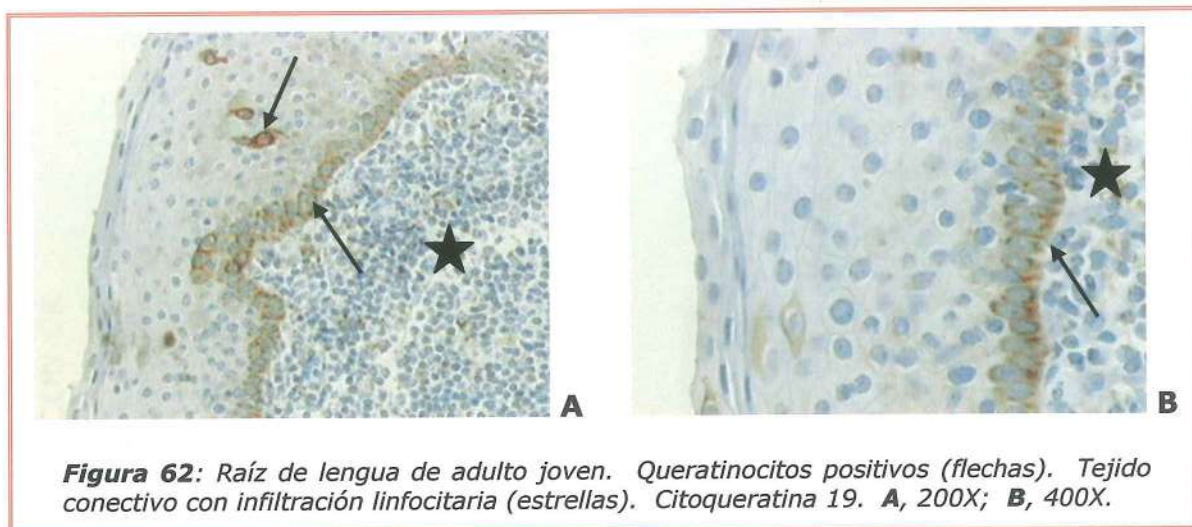 A
B
Figura 62: Raíz de lengua de adulto joven. Queratinocitos positivos (flechas). Tejido
conectivo con infiltración linfocitaria (estrellas). Citoqueratina 19. A, 200X; B, 400X.